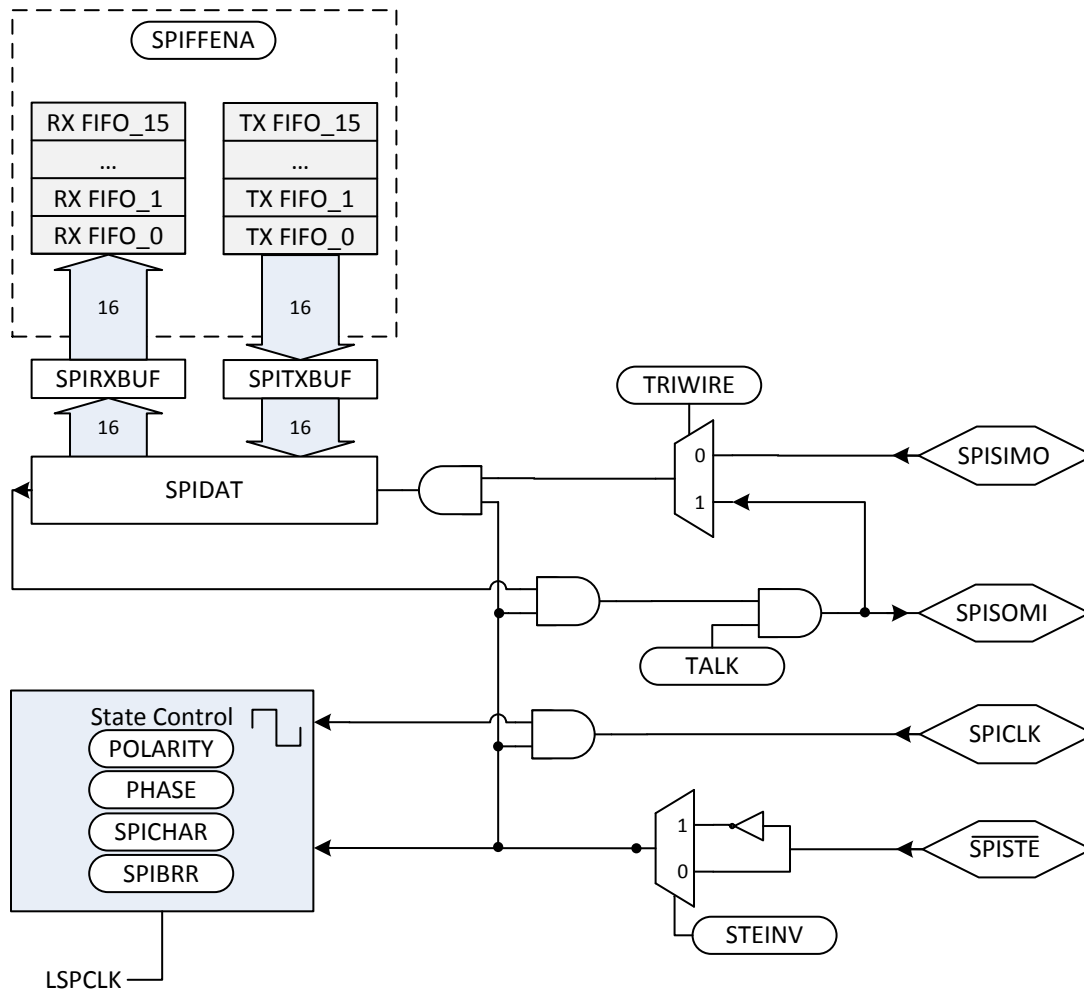 SPIFFENA
RX FIFO_15
TX FIFO_15
...
...
RX FIFO_1
TX FIFO_1
RX FIFO_0
TX FIFO_0
16
16
SPIRXBUF
SPITXBUF
16
16
TRIWIRE
0
SPISIMO
SPIDAT
1
SPISOMI
TALK
State Control
POLARITY
SPICLK
PHASE
SPICHAR
1
SPISTE
SPIBRR
0
STEINV
LSPCLK